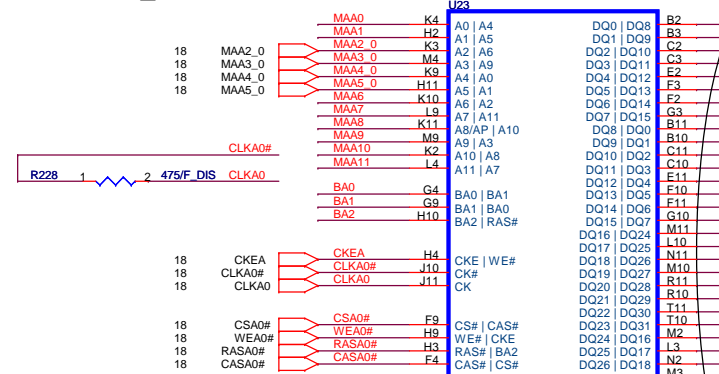 U23
MAA0 K4 A0 | A4 DQ0 | DQ8 B2
MAA1 H2 A1 | A5 DQ1 | DQ9 B3
18 MAA2_0 MAA2_0 K3 A2 | A6 DQ2 | DQ10 C2
18 MAA3_0 MAA3_0 M4 A3 | A9 DQ3 | DQ11 C3
18 MAA4_0 MAA4_0 K9 A4 | A0 DQ4 | DQ12 E2
18 MAA5_0 MAA5_0 H11 A5 | A1 DQ5 | DQ13 F3
MAA6 K10 A6 | A2 DQ6 | DQ14 F2
MAA7 L9 A7 | A11 DQ7 | DQ15 G3
MAA8 K11 A8/AP | A10 DQ8 | DQ0 B11
MAA9 M9 A9 | A3 DQ9 | DQ1 B10
CLKA0# MAA10 K2 A10 | A8 DQ10 | DQ2 C11
MAA11 L4 A11 | A7 DQ11 | DQ3 C10
R228 1 2 475/F_DIS CLKA0 DQ12 | DQ4 E11
BA0 G4 BA0 | BA1 DQ13 | DQ5 F10
BA1 G9 BA1 | BA0 DQ14 | DQ6 F11
BA2 H10 BA2 | RAS# DQ15 | DQ7 G10
DQ16 | DQ24 M11
DQ17 | DQ25 L10
18 CKEA CKEA H4 CKE | WE# DQ18 | DQ26 N11
18 CLKA0# CLKA0# J10 CK# DQ19 | DQ27 M10
18 CLKA0 CLKA0 J11 CK DQ20 | DQ28 R11
DQ21 | DQ29 R10
DQ22 | DQ30 T11
18 CSA0# CSA0# F9 CS# | CAS# DQ23 | DQ31 T10
18 WEA0# WEA0# H9 WE# | CKE DQ24 | DQ16 M2
18 RASA0# RASA0# H3 RAS# | BA2 DQ25 | DQ17 L3
18 CASA0# CASA0# F4 CAS# | CS# DQ26 | DQ18 N2
M3